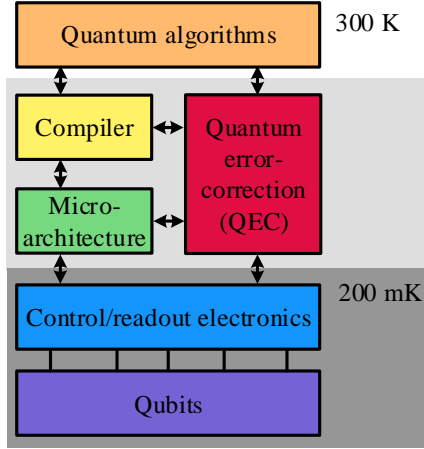 Quantum algorithms
300 K
Compiler
Quantum
error-
correction
(QEC)
Micro-
architecture
200 mK
Control/readout electronics
Qubits